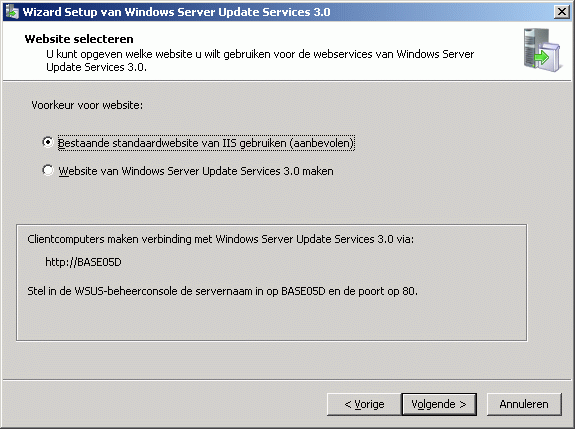 Wizard Setup van Windows Server Update Services 3.0
Website selecteren
U kunt opgeven welke website u wilt gebruiken voor de webservices van Windows Server
Update Services 3.0.
Voorkeur voor website:
Bestaande standaardwebsite van IIS gebruiken (aanbevolen)
Website van Windows Server Update Services 3.0 maken
Clientcomputers maken verbinding met Windows Server Update Services 3.0 via:
http://BASE05D
Stel in de WSUS-beheerconsole de servernaam in op BASE05D en de poort op 80.
< Vorige
Volgende >
Annuleren